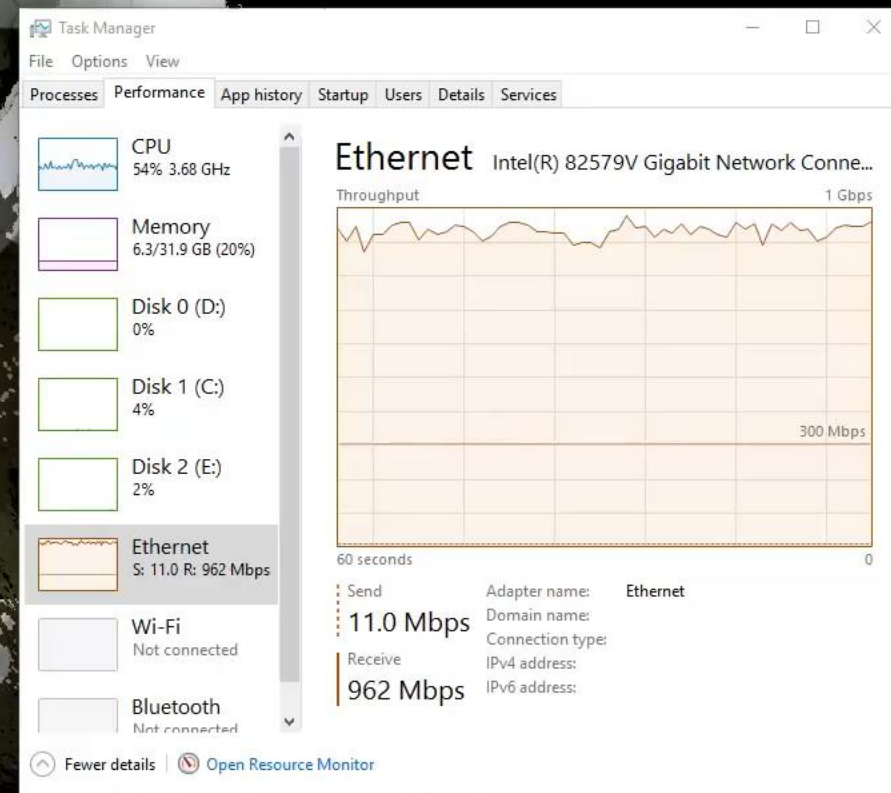 Task Manager
File Options View
Processes Performance App history Startup Users Details Services
CPU
54% 3.68 GHz
Memory
6.3/31.9 GB (20%)
Disk 0 (D:)
0%
Disk 1 (C:)
4%
Disk 2 (E:)
2%
Ethernet
S: 11.0 R: 962 Mbps
Wi-Fi
Not connected
Bluetooth
Not connected
Ethernet Intel(R) 82579V Gigabit Network Conne...
Throughput 1 Gbps
300 Mbps
60 seconds 0
Send
11.0 Mbps
Receive
962 Mbps
Adapter name: Ethernet
Domain name:
Connection type:
IPv4 address:
IPv6 address:
Fewer details Open Resource Monitor